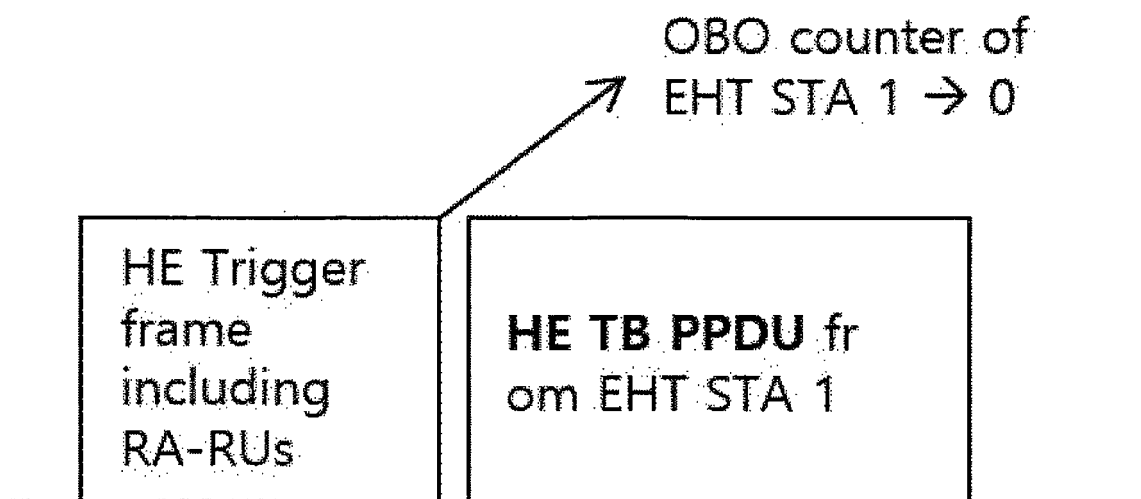 OBO counter of
EHT STA 1 → 0
HE Trigger
frame
including
RA-RUs
HE TB PPDU fr
om EHT STA 1